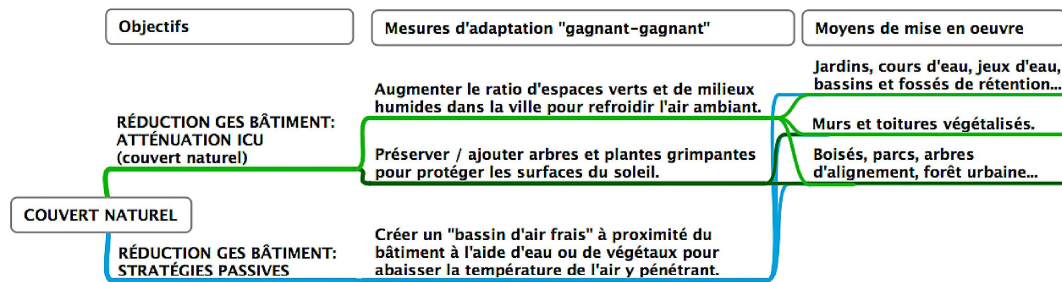 Objectifs
Mesures d'adaptation "gagnant-gagnant"
Moyens de mise en oeuvre
COUVERT NATUREL
RÉDUCTION GES BÂTIMENT:
ATTÉNUATION ICU
(couvert naturel)
Augmenter le ratio d'espaces verts et de milieux
humides dans la ville pour refroidir l'air ambiant.
Préserver / ajouter arbres et plantes grimpantes
pour protéger les surfaces du soleil.
Jardins, cours d'eau, jeux d'eau,
bassins et fossés de rétention...
Murs et toitures végétalisés.
Boisés, parcs, arbres
d'alignement, forêt urbaine...
RÉDUCTION GES BÂTIMENT:
STRATÉGIES PASSIVES
Créer un "bassin d'air frais" à proximité du
bâtiment à l'aide d'eau ou de végétaux pour
abaisser la température de l'air y pénétrant.